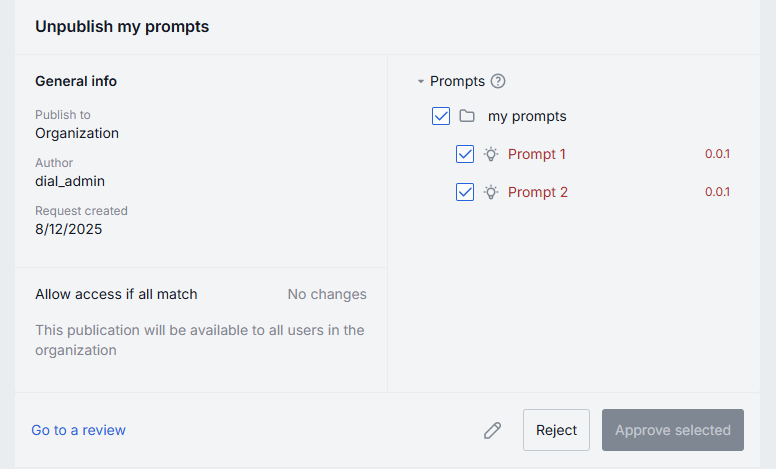 Unpublish my prompts
General info
Publish to
Organization
Author
dial_admin
Request created
8/12/2025
Allow access if all match
No changes
This publication will be available to all users in the
organization
Prompts
my prompts
Prompt 1
0.0.1
Prompt 2
0.0.1
Go to a review
Reject
Approve selected